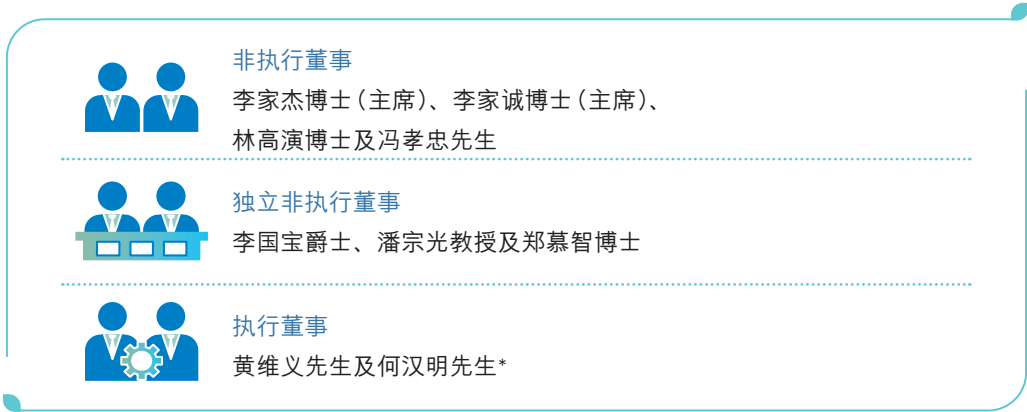 非执行董事
李家杰博士(主席)、李家诚博士(主席)、
林高演博士及冯孝忠先生
独立非执行董事
李国宝爵士、潘宗光教授及郑慕智博士
执行董事
黄维义先生及何汉明先生*